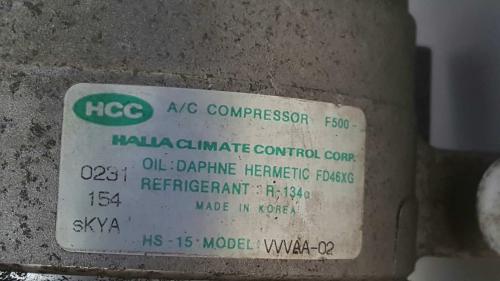 HCC A/C COMPRESSOR F500-
HALLA CLIMATE CONTROL CORP.
0231 OIL:DAPHNE HERMETIC FD46XG
154 REFRIGERANT: R-134a
MADE IN KOREA
sKYA
HS-15:MODEL: VVVAA-02